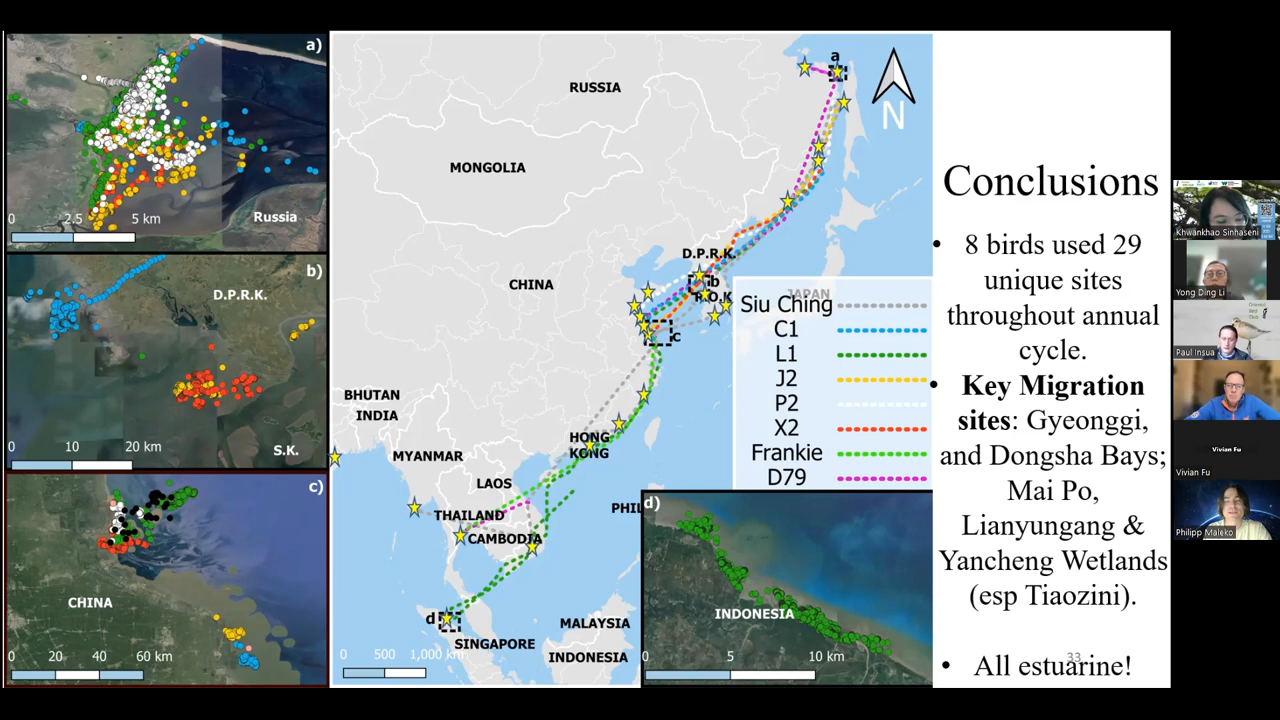 a)
0 2.5 5 km
Russia
b)
D.P.R.K.
0 10 20 km
S.K.
c)
CHINA
0 20 40 60 km
a
RUSSIA
N
MONGOLIA
D.P.R.K.
b
CHINA
R.O.K
JAPAN
c
BHUTAN
INDIA
HONG
KONG
MYANMAR
LAOS
THAILAND
PHIL
CAMBODIA
d
SINGAPORE
MALAYSIA
INDONESIA
0 500 1,000 km
Siu Ching
C1
L1
J2
P2
X2
Frankie
D79
d)
INDONESIA
0 5 10 km
Conclusions
• 8 birds used 29
unique sites
throughout annual
cycle.
• Key Migration
sites: Gyeonggi,
and Dongsha Bays;
Mai Po,
Lianyungang &
Yancheng Wetlands
(esp Tiaozini).
33
• All estuarine!
Khwankhao Sinhaseni
Yong Ding Li
Paul Insua
Vivian Fu
Vivian Fu
Philipp Maleko